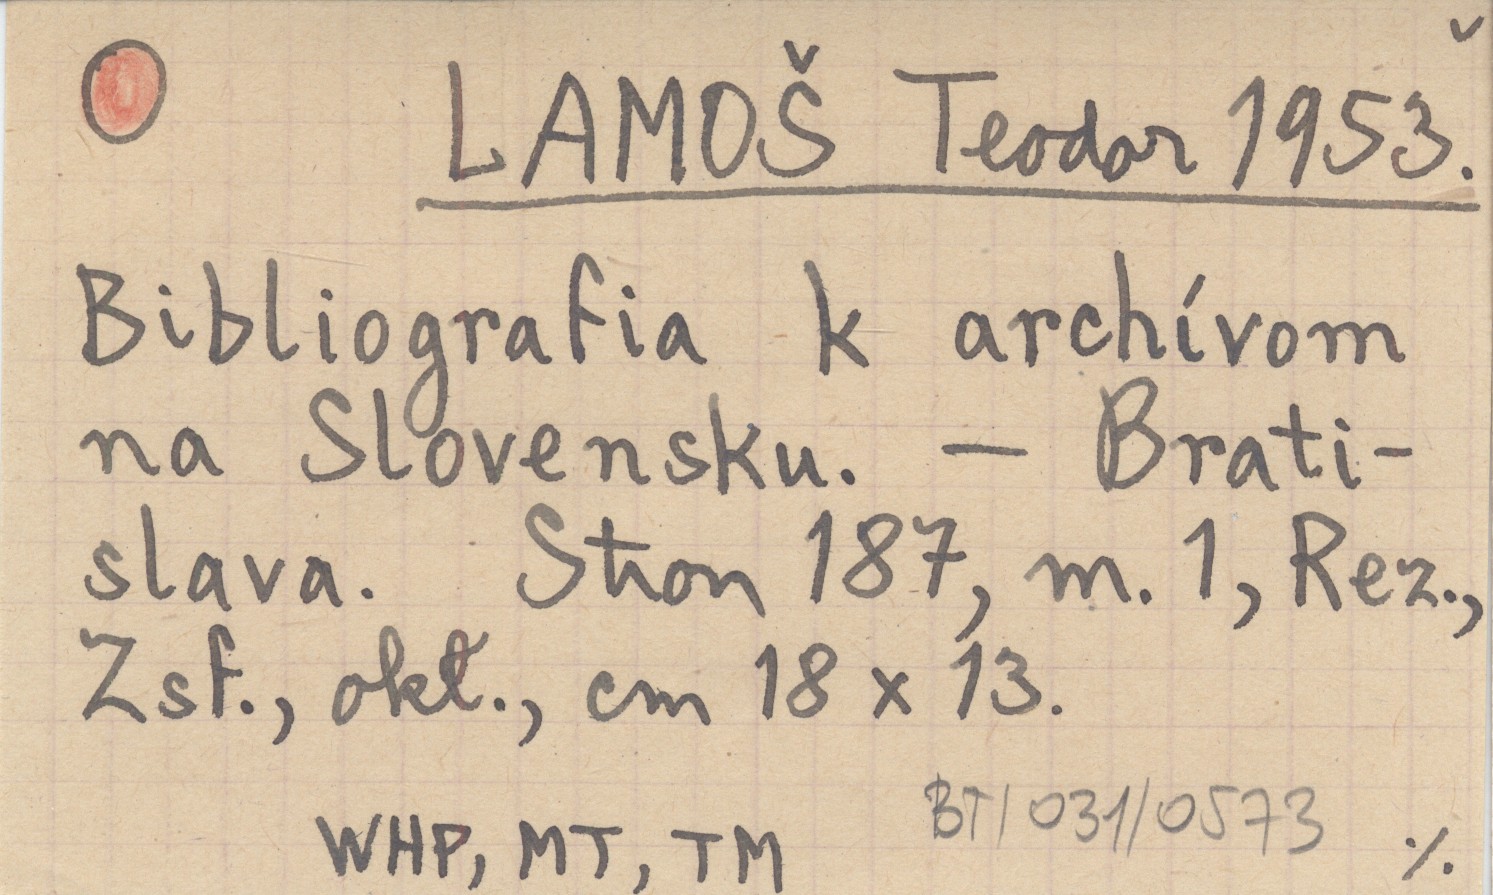 LAMOŠ Teodor 1953.
Bibliografia k archívom
na Slovensku. — Brati-
slava. Stron 187, m. 1, Rez.,
Zsf., okł., cm 18 x 13.
BT/031/0573
WHP, MT, TM ./.